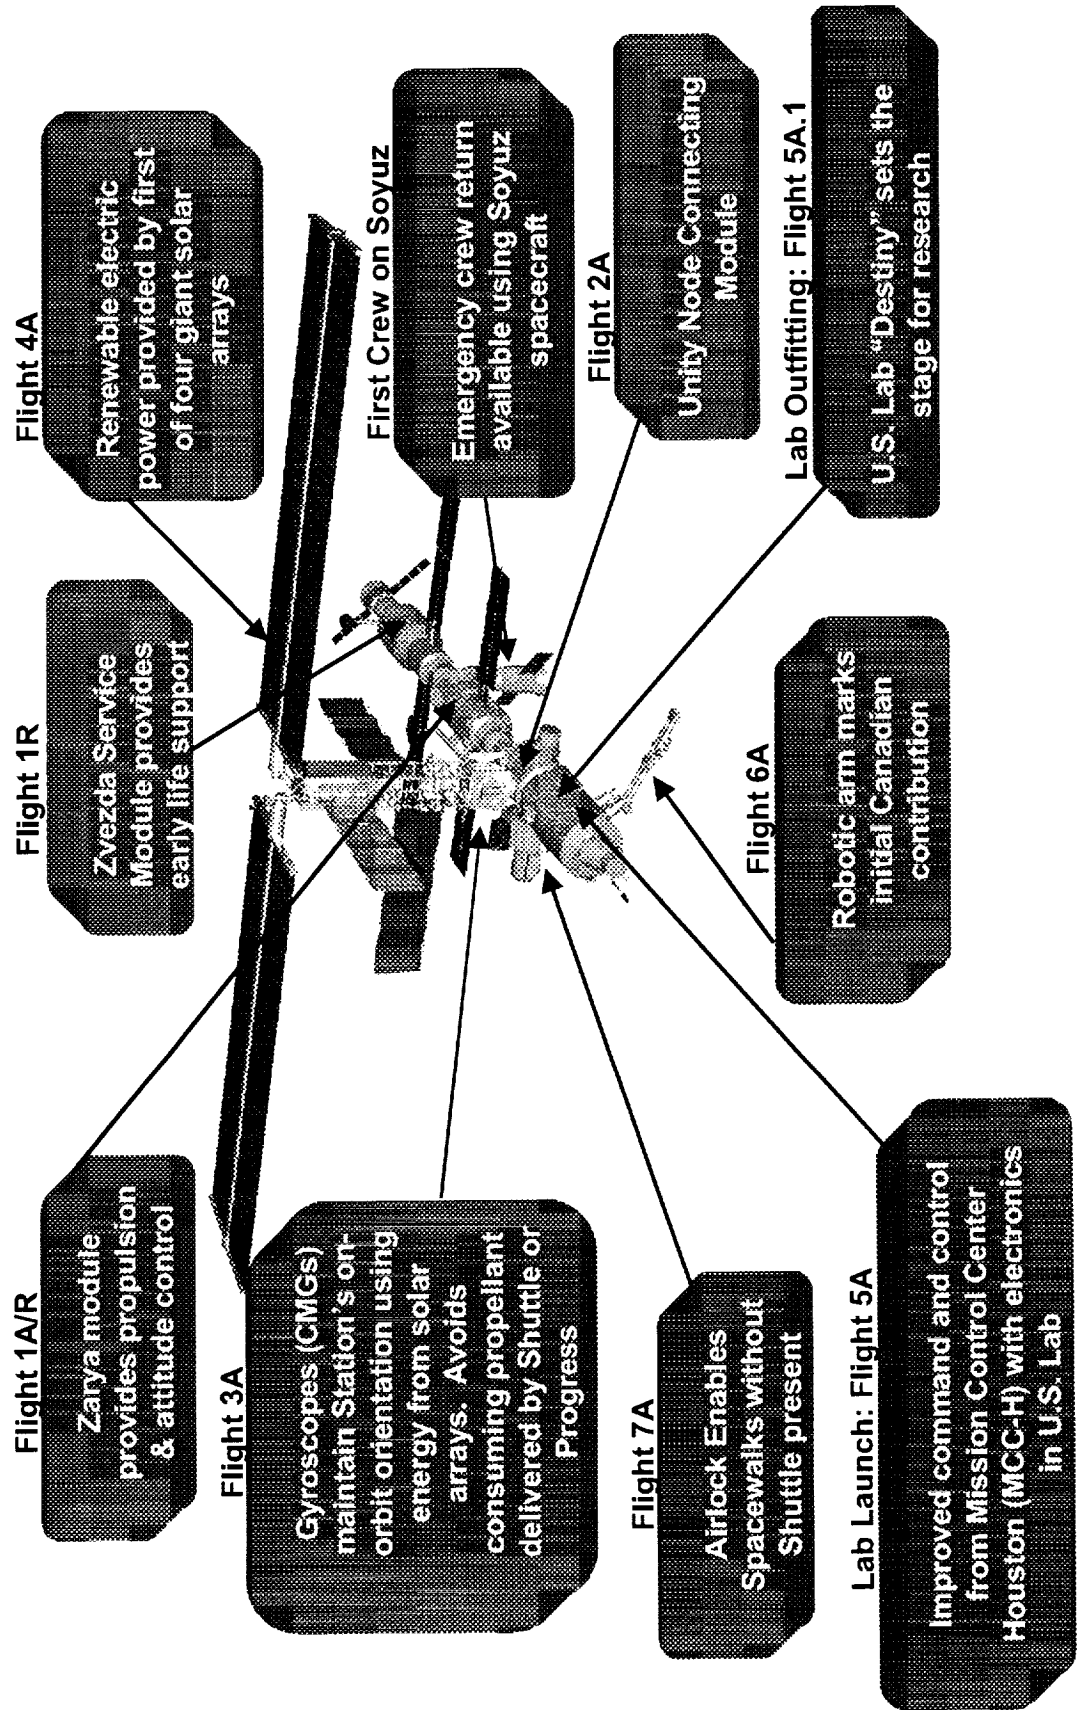 Flight 1A/R
Zarya module
provides propulsion
& attitude control
Flight 1R
Zvezda Service
Module provides
early life support
Flight 4A
Renewable electric
power provided by first
of four giant solar
arrays
Flight 3A
Gyroscopes (CMGs)
maintain Station's on-
orbit orientation using
energy from solar
arrays. Avoids
consuming propellant
delivered by Shuttle or
Progress
First Crew on Soyuz
Emergency crew return
available using Soyuz
spacecraft
Flight 2A
Unity Node Connecting
Module
Flight 7A
Airlock Enables
Spacewalks without
Shuttle present
Flight 6A
Robotic arm marks
initial Canadian
contribution
Lab Outfitting: Flight 5A.1
U.S. Lab "Destiny" sets the
stage for research
Lab Launch: Flight 5A
Improved command and control
from Mission Control Center
Houston (MCC-H) with electronics
in U.S. Lab